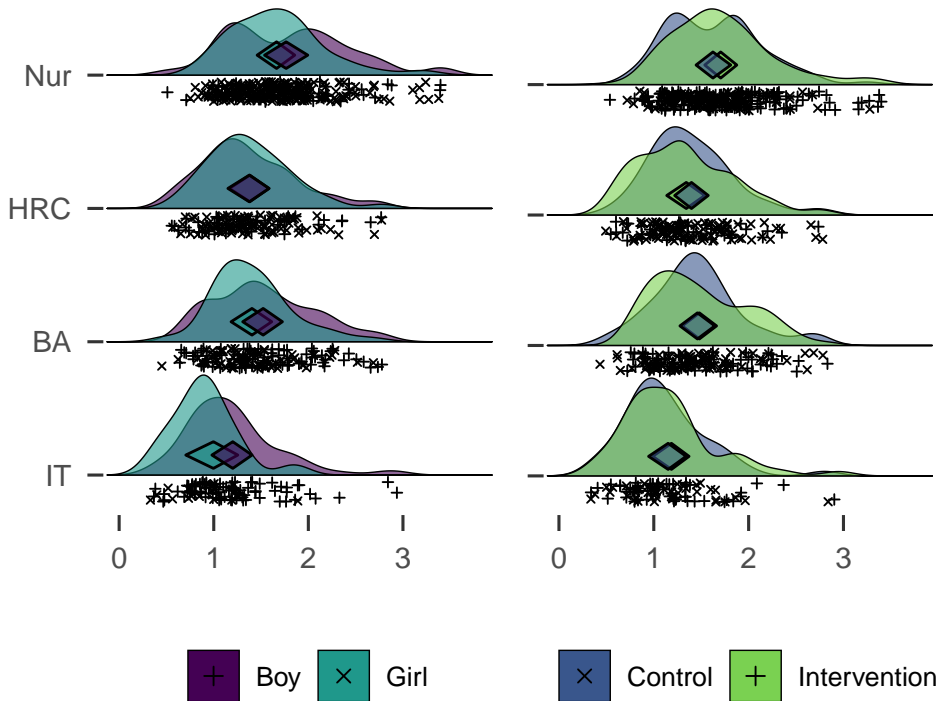 Nur
HRC
BA
IT
0 1 2 3 0 1 2 3
Boy Girl Control Intervention